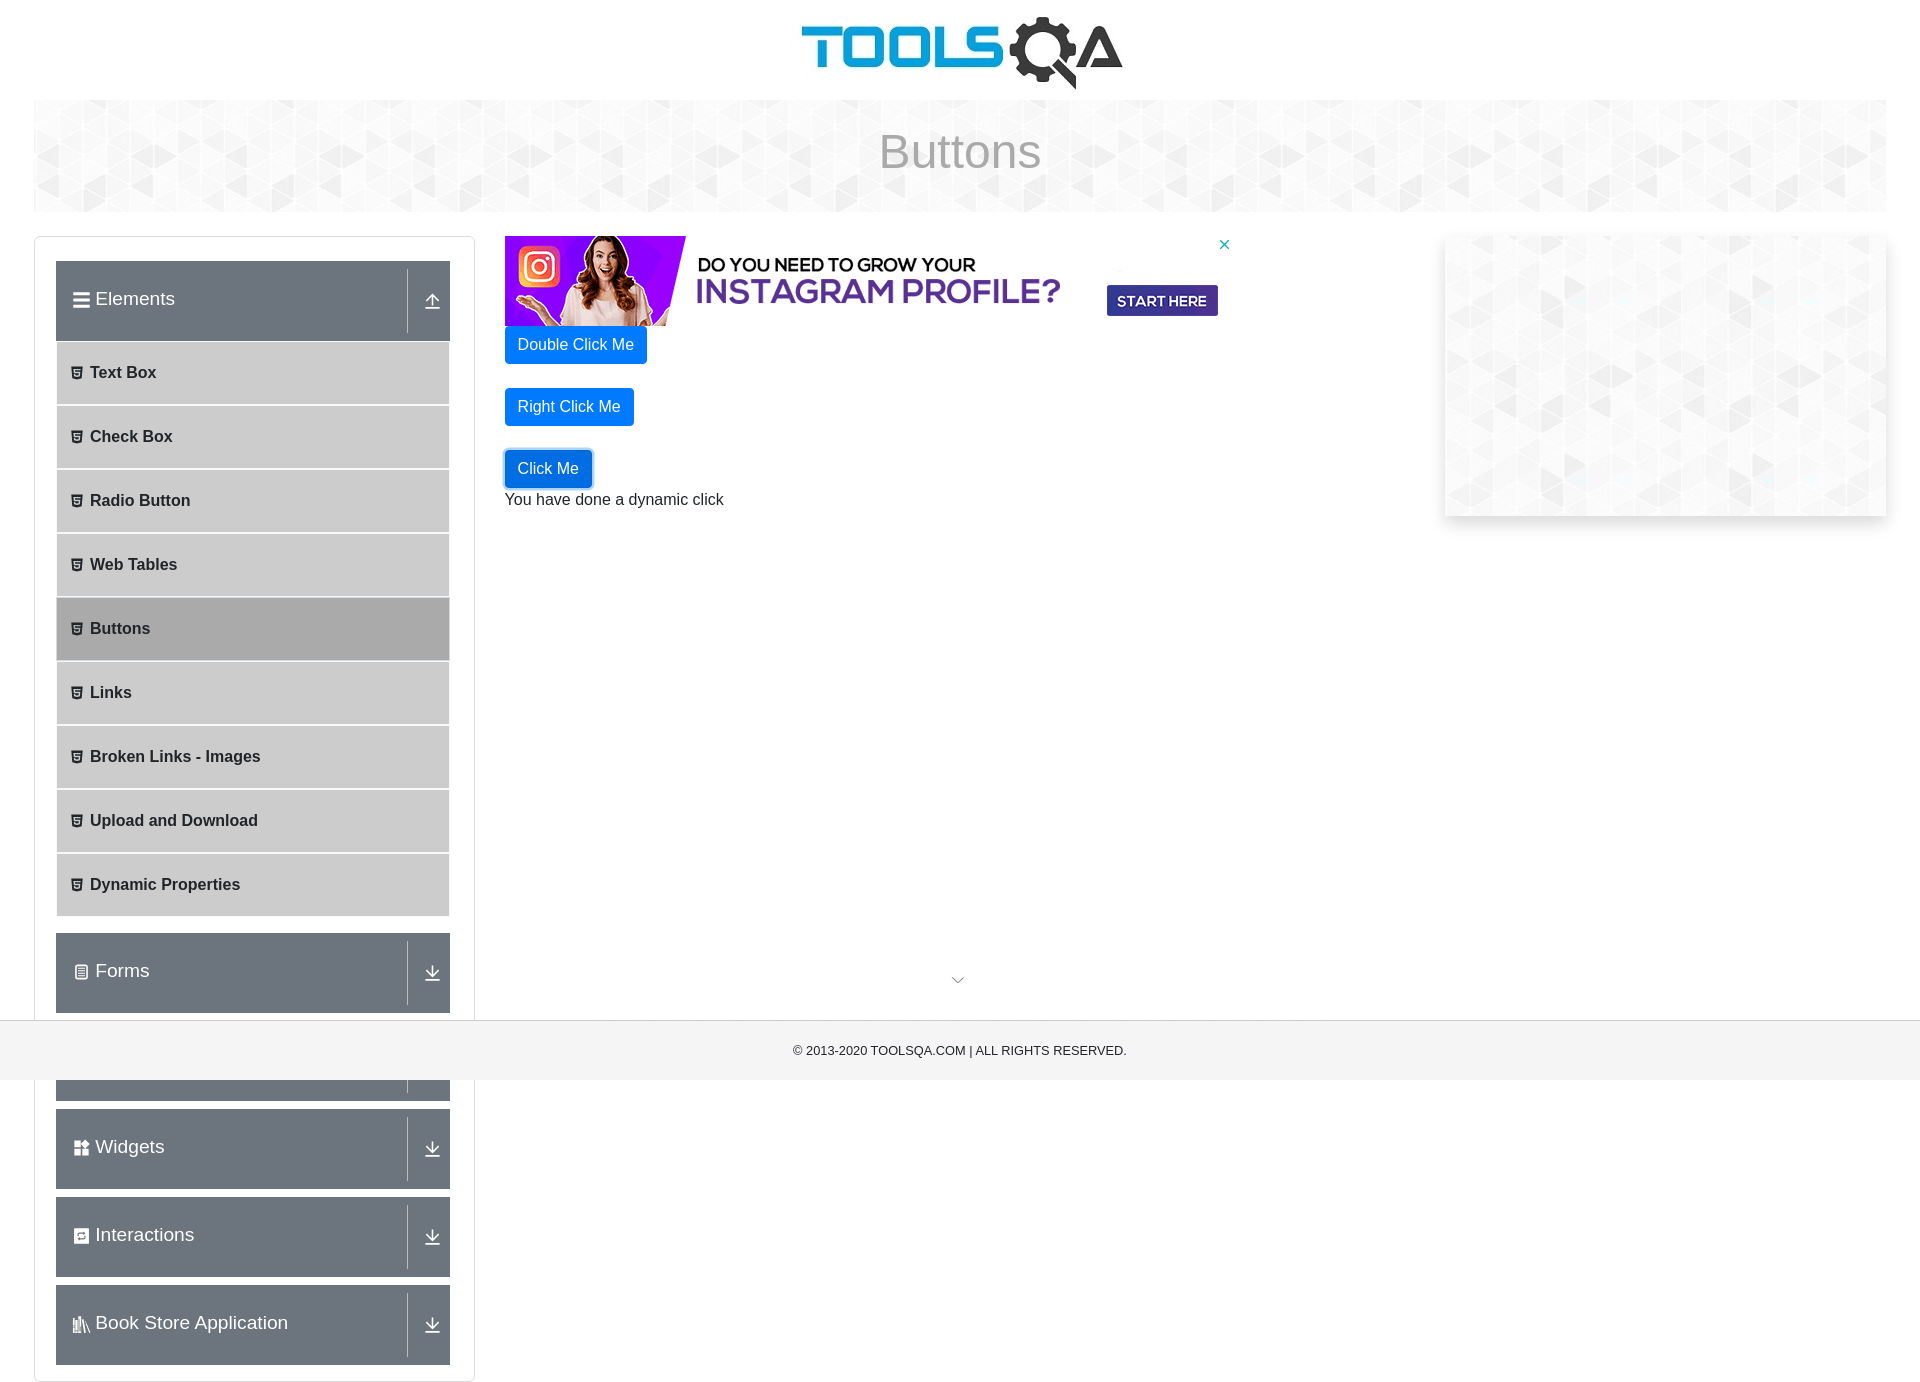 TOOLSQA
Buttons
Elements
Text Box
Check Box
Radio Button
Web Tables
Buttons
Links
Broken Links - Images
Upload and Download
Dynamic Properties
Forms
Widgets
Interactions
Book Store Application
DO YOU NEED TO GROW YOUR
INSTAGRAM PROFILE?
START HERE
Double Click Me
Right Click Me
Click Me
You have done a dynamic click
© 2013-2020 TOOLSQA.COM | ALL RIGHTS RESERVED.